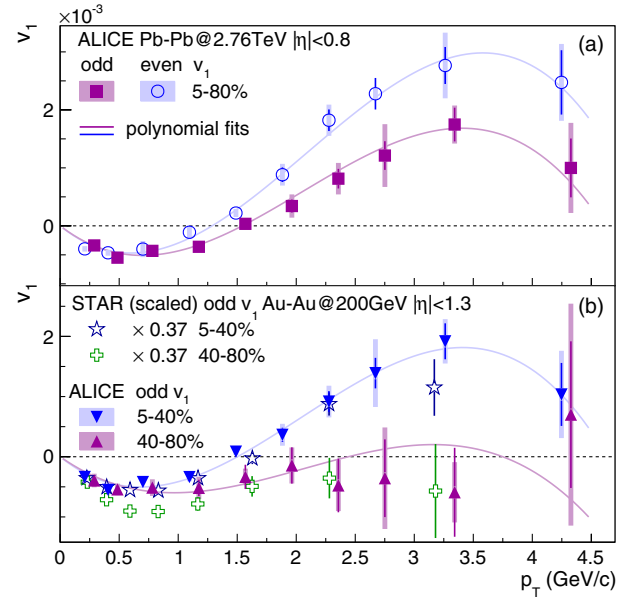 ×10⁻³
v₁
ALICE Pb-Pb@2.76TeV |η|<0.8
(a)
odd even v₁
5-80%
polynomial fits
2
0
v₁
STAR (scaled) odd v₁ Au-Au@200GeV |η|<1.3
(b)
× 0.37 5-40%
2
× 0.37 40-80%
ALICE odd v₁
5-40%
40-80%
0
0 0.5 1 1.5 2 2.5 3 3.5 4 4.5
p_T (GeV/c)